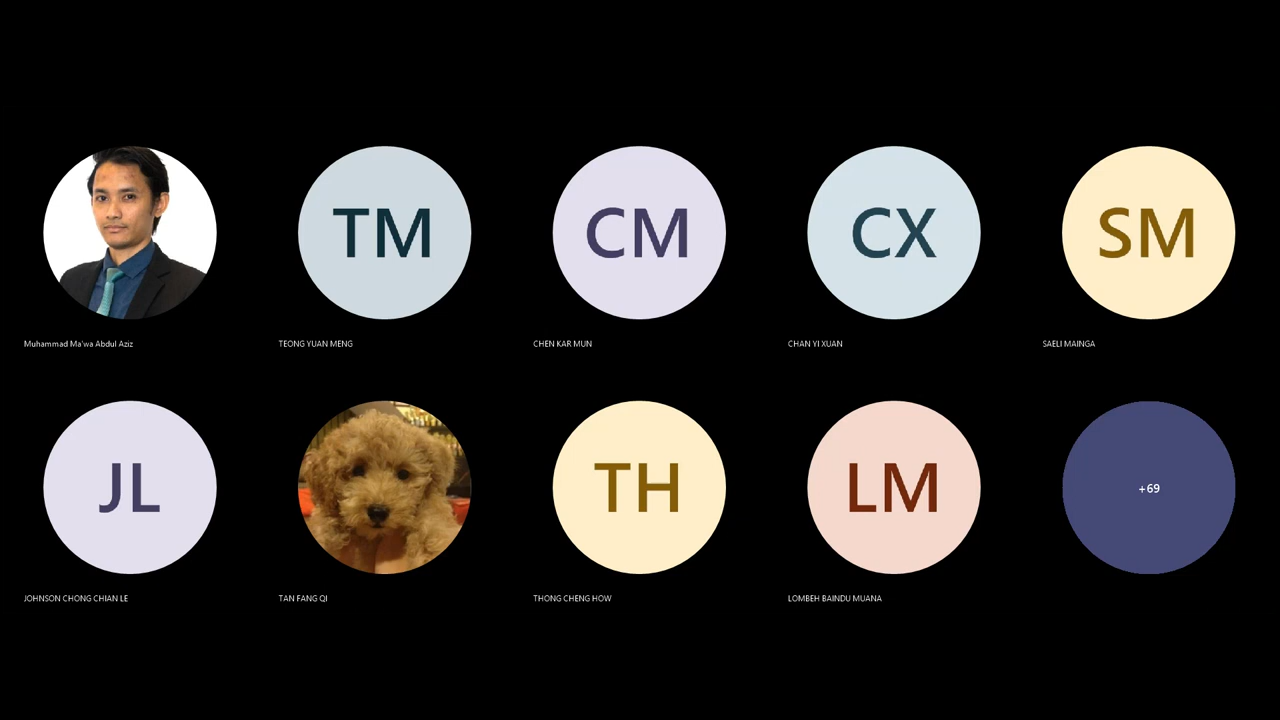 TM
CM
CX
SM
Muhammad Ma'wa Abdul Aziz
TEONG YUAN MENG
CHEN KAR MUN
CHAN YI XUAN
SAELI MAINGA
JL
TH
LM
+69
JOHNSON CHONG CHIAN LE
TAN FANG QI
THONG CHENG HOW
LOMBEH BAINDU MUANA